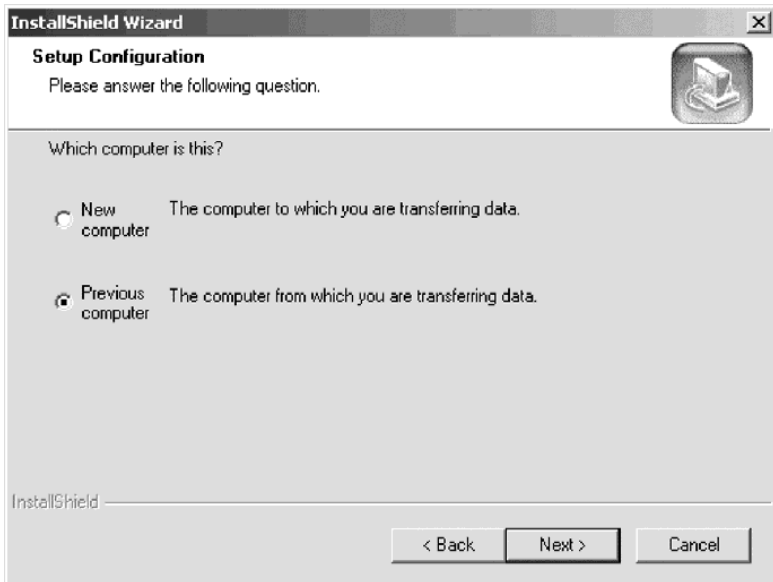 InstallShield Wizard
Setup Configuration
Please answer the following question.
Which computer is this?
New
computer
The computer to which you are transferring data.
Previous
computer
The computer from which you are transferring data.
InstallShield
< Back
Next >
Cancel